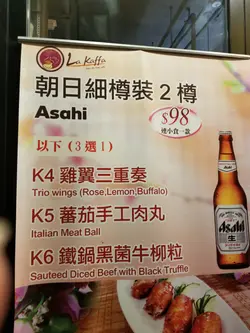 La Kaffa
朝日細樽裝2樽
Asahi
$98
連小食一款
以下(3選1)
K4 雞翼三重奏
Trio wings (Rose,Lemon,Buffalo)
K5 蕃茄手工肉丸
Italian Meat Ball
K6 鐵鍋黑菌牛柳粒
Sauteed Diced Beef with Black Truffle
Asahi
生